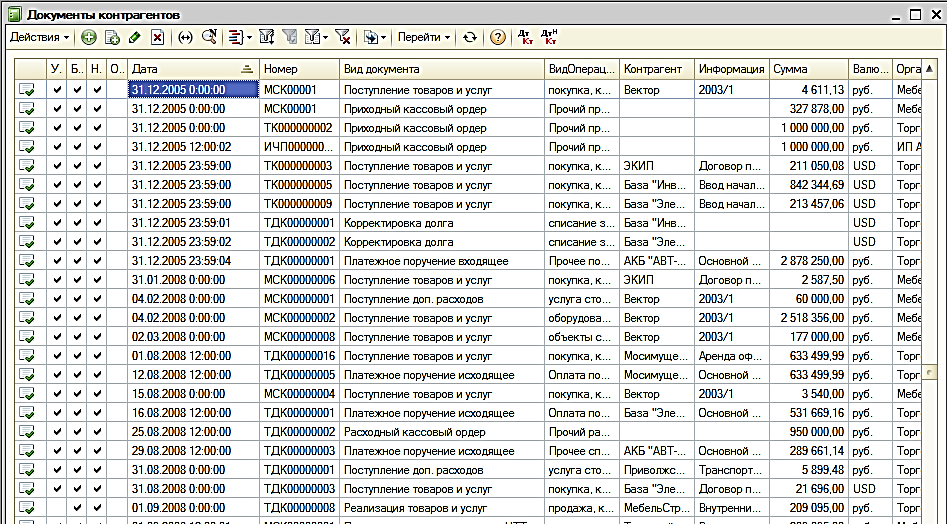 Документы контрагентов
Действия Перейти
У. Б.. Н. О.. Дата Номер Вид документа ВидОперац... Контрагент Информация Сумма Валю... Орга
31.12.2005 0:00:00 МСК00001 Поступление товаров и услуг покупка, к... Вектор 2003/1 4 611,13 руб. Мебе
31.12.2005 0:00:00 МСК00001 Приходный кассовый ордер Прочий пр... 327 878,00 руб. Мебе
31.12.2005 0:00:00 ТК000000002 Приходный кассовый ордер Прочий пр... 1 000 000,00 руб. Торг
31.12.2005 12:00:02 ИЧП000000... Приходный кассовый ордер Прочий пр... 1 000 000,00 руб. ИП А
31.12.2005 23:59:00 ТК000000003 Поступление товаров и услуг покупка, к... ЭКИП Договор п... 211 050,08 USD Торг
31.12.2005 23:59:00 ТК000000005 Поступление товаров и услуг покупка, к... База "Инв... Ввод начал... 842 344,69 USD Торг
31.12.2005 23:59:00 ТК000000009 Поступление товаров и услуг покупка, к... База "Эле... Ввод начал... 213 457,06 USD Торг
31.12.2005 23:59:01 ТДК00000001 Корректировка долга списание з... База "Инв... USD Торг
31.12.2005 23:59:02 ТДК00000002 Корректировка долга списание з... База "Эле... USD Торг
31.12.2005 23:59:04 ТДК00000001 Платежное поручение входящее Прочее по... АКБ "АВТ-... Основной ... 2 878 250,00 руб. Торг
31.01.2008 0:00:00 МСК00000006 Поступление товаров и услуг покупка, к... ЭКИП Основной ... 2 587,50 руб. Мебе
04.02.2008 0:00:00 МСК00000001 Поступление доп. расходов услуга сто... Вектор 2003/1 60 000,00 руб. Мебе
04.02.2008 0:00:00 МСК00000002 Поступление товаров и услуг оборудова... Вектор 2003/1 2 518 356,00 руб. Мебе
02.03.2008 0:00:00 МСК00000008 Поступление товаров и услуг объекты с... Вектор 2003/1 177 000,00 руб. Мебе
01.08.2008 12:00:00 ТДК00000016 Поступление товаров и услуг покупка, к... Мосимуще... Аренда оф... 633 499,99 руб. Торг
12.08.2008 12:00:00 ТДК00000005 Платежное поручение исходящее Оплата по... Мосимуще... Основной ... 633 499,99 руб. Торг
15.08.2008 0:00:00 МСК00000004 Поступление товаров и услуг покупка, к... Вектор 2003/1 3 540,00 руб. Мебе
16.08.2008 12:00:00 ТДК00000001 Платежное поручение исходящее Оплата по... База "Эле... Основной ... 531 669,16 руб. Торг
25.08.2008 12:00:00 ТДК00000002 Расходный кассовый ордер Прочий ра... 950 000,00 руб. Торг
29.08.2008 12:00:00 ТДК00000003 Платежное поручение исходящее Прочее сп... АКБ "АВТ-... Основной ... 289 661,14 руб. Торг
31.08.2008 0:00:00 ТДК00000001 Поступление доп. расходов услуга сто... Приволжс... Транспорт... 5 899,48 руб. Торг
31.08.2008 0:00:00 ТДК00000003 Поступление товаров и услуг покупка, к... База "Эле... Договор п... 21 696,00 USD Торг
01.09.2008 0:00:00 ТДК00000008 Реализация товаров и услуг продажа, к... МебельСтр... Внутренни... 209 095,00 руб. Торг